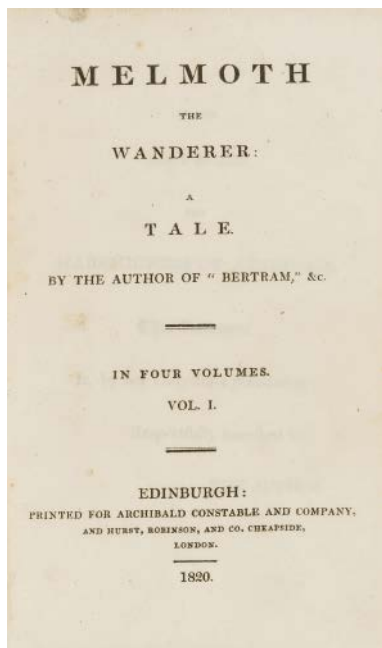 MELMOTH
THE
WANDERER:
A
TALE.
BY THE AUTHOR OF " BERTRAM," &c.
IN FOUR VOLUMES.
VOL. I.
EDINBURGH:
PRINTED FOR ARCHIBALD CONSTABLE AND COMPANY,
AND HURST, ROBINSON, AND CO. CHEAPSIDE,
LONDON.
1820.